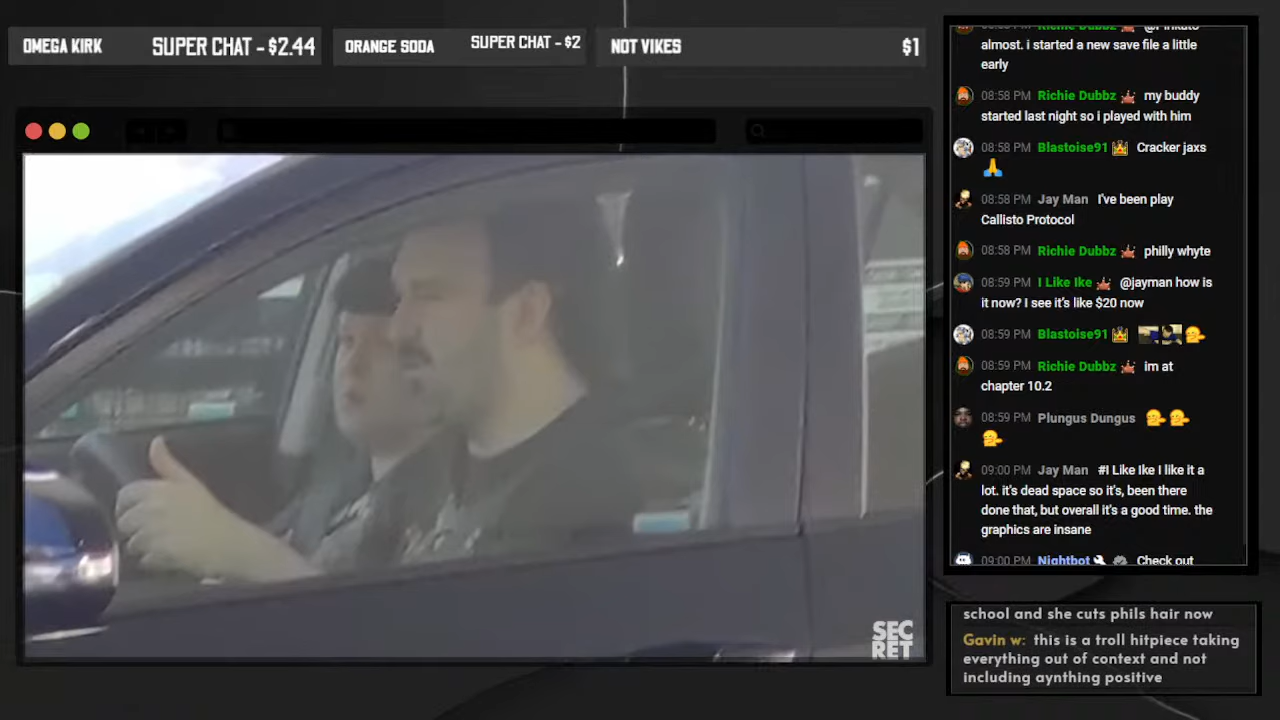 OMEGA KIRK SUPER CHAT - $2.44
ORANGE SODA SUPER CHAT - $2
NOT VIKES $1
almost. i started a new save file a little
early
08:58 PM Richie Dubbz my buddy
started last night so i played with him
08:58 PM Blastoise91 Cracker jaxs
08:58 PM Jay Man I've been play
Callisto Protocol
08:58 PM Richie Dubbz philly whyte
08:59 PM I Like Ike @jayman how is
it now? I see it's like $20 now
08:59 PM Blastoise91
08:59 PM Richie Dubbz im at
chapter 10.2
08:59 PM Plungus Dungus
09:00 PM Jay Man #I Like Ike I like it a
lot. it's dead space so it's, been there
done that, but overall it's a good time. the
graphics are insane
09:00 PM Nightbot Check out
school and she cuts phils hair now
Gavin w: this is a troll hitpiece taking
everything out of context and not
including aynthing positive
SEC
RET